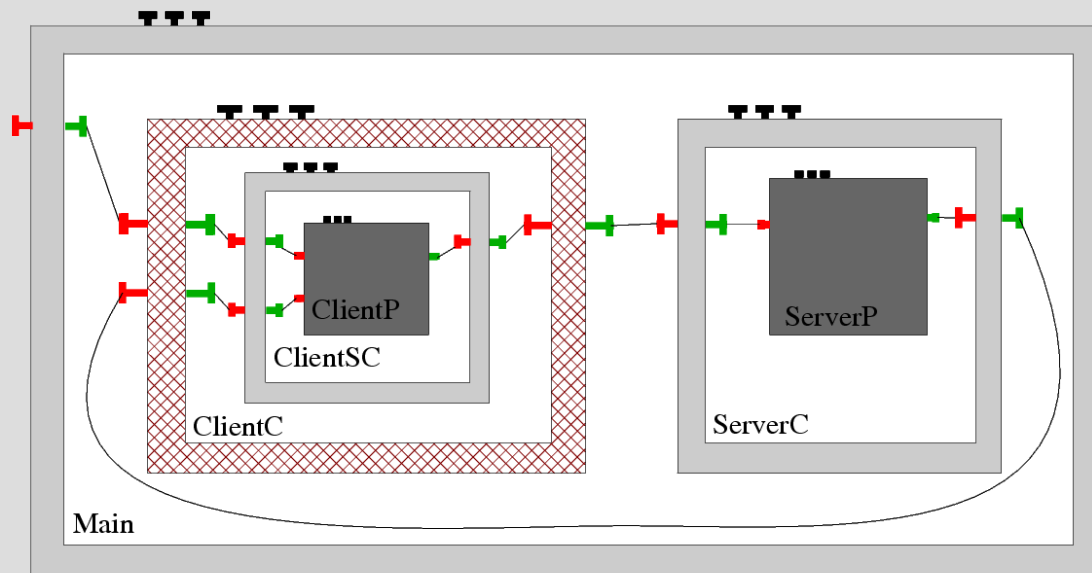 ClientP
ServerP
ClientSC
ClientC
ServerC
Main